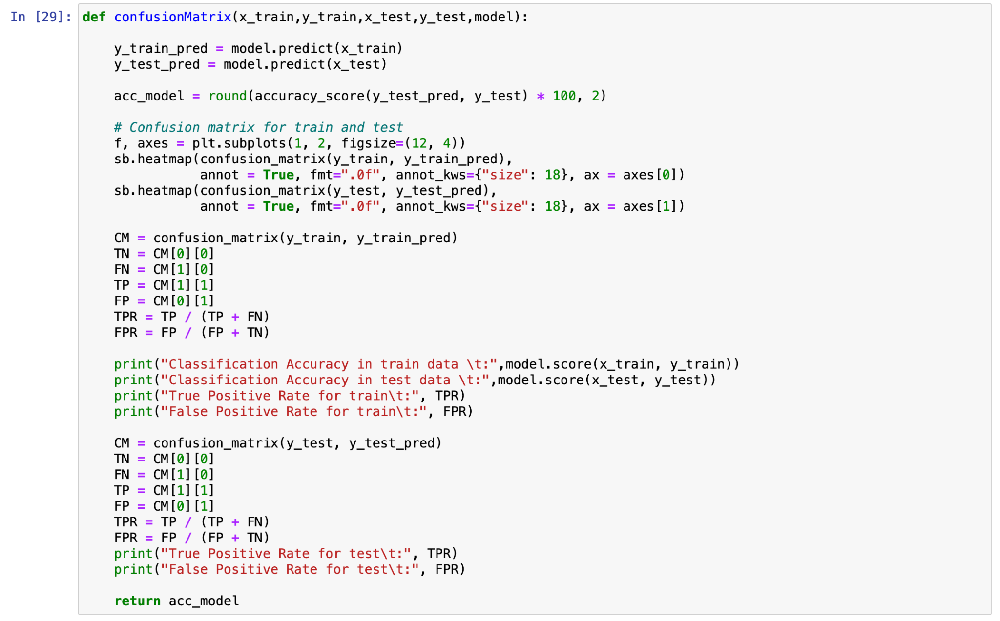 In [29]: def confusionMatrix(x_train,y_train,x_test,y_test,model):

    y_train_pred = model.predict(x_train)
    y_test_pred = model.predict(x_test)

    acc_model = round(accuracy_score(y_test_pred, y_test) * 100, 2)

    # Confusion matrix for train and test
    f, axes = plt.subplots(1, 2, figsize=(12, 4))
    sb.heatmap(confusion_matrix(y_train, y_train_pred),
               annot = True, fmt=".0f", annot_kws={"size": 18}, ax = axes[0])
    sb.heatmap(confusion_matrix(y_test, y_test_pred),
               annot = True, fmt=".0f", annot_kws={"size": 18}, ax = axes[1])

    CM = confusion_matrix(y_train, y_train_pred)
    TN = CM[0][0]
    FN = CM[1][0]
    TP = CM[1][1]
    FP = CM[0][1]
    TPR = TP / (TP + FN)
    FPR = FP / (FP + TN)

    print("Classification Accuracy in train data \t:",model.score(x_train, y_train))
    print("Classification Accuracy in test data \t:",model.score(x_test, y_test))
    print("True Positive Rate for train\t:", TPR)
    print("False Positive Rate for train\t:", FPR)

    CM = confusion_matrix(y_test, y_test_pred)
    TN = CM[0][0]
    FN = CM[1][0]
    TP = CM[1][1]
    FP = CM[0][1]
    TPR = TP / (TP + FN)
    FPR = FP / (FP + TN)
    print("True Positive Rate for test\t:", TPR)
    print("False Positive Rate for test\t:", FPR)

    return acc_model